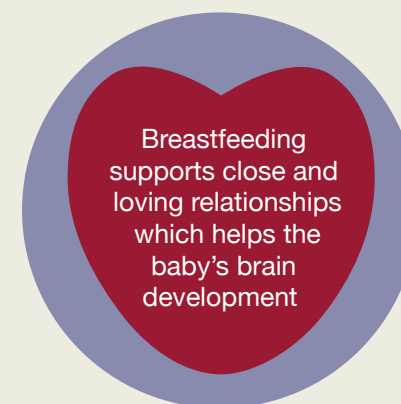 Breastfeeding
supports close and
loving relationships
which helps the
baby’s brain
development